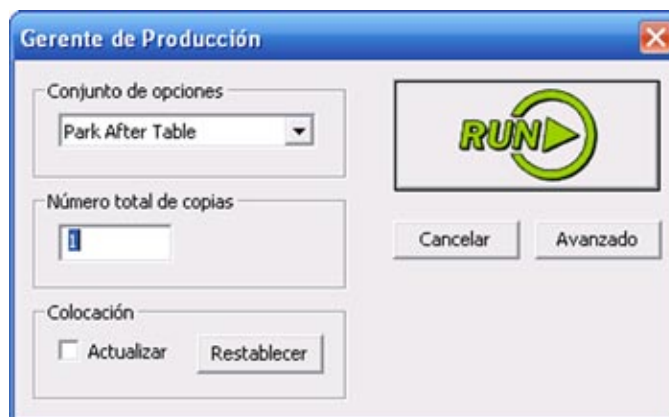 Gerente de Producción
Conjunto de opciones
Park After Table
RUN
Número total de copias
1
Cancelar
Avanzado
Colocación
Actualizar
Restablecer